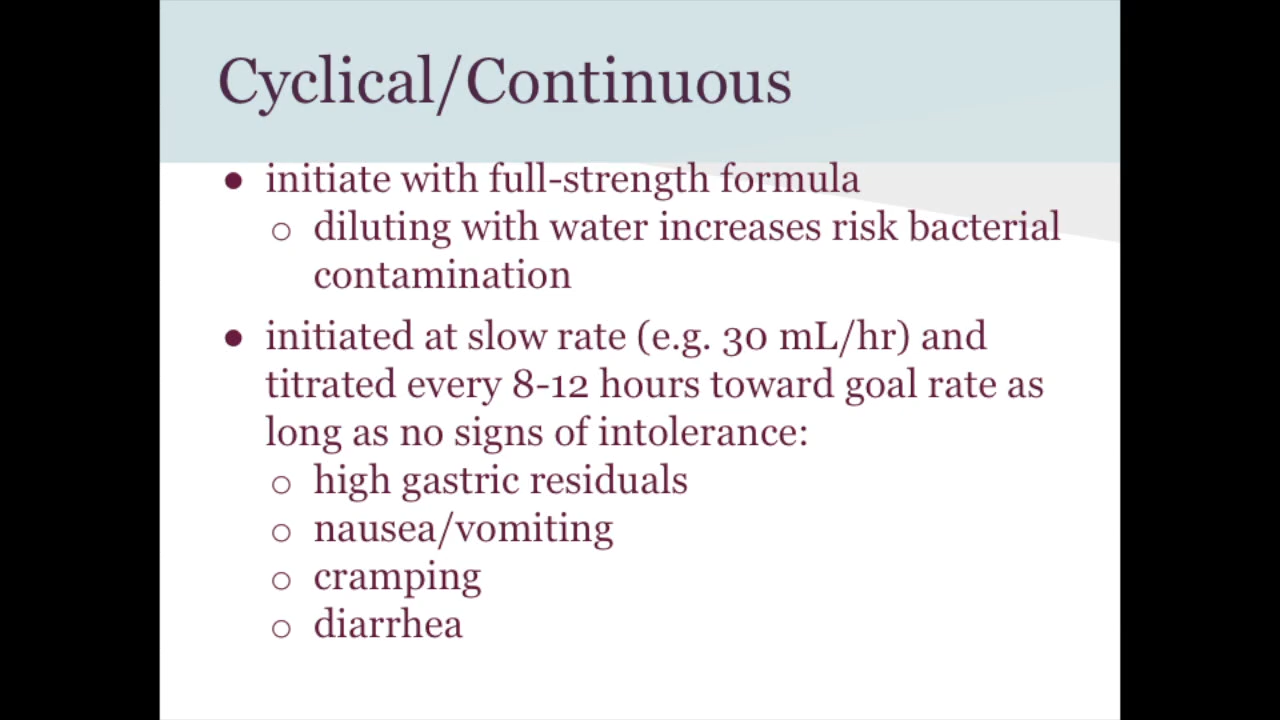 Cyclical/Continuous
● initiate with full-strength formula
○ diluting with water increases risk bacterial
contamination
● initiated at slow rate (e.g. 30 mL/hr) and
titrated every 8-12 hours toward goal rate as
long as no signs of intolerance:
○ high gastric residuals
○ nausea/vomiting
○ cramping
○ diarrhea